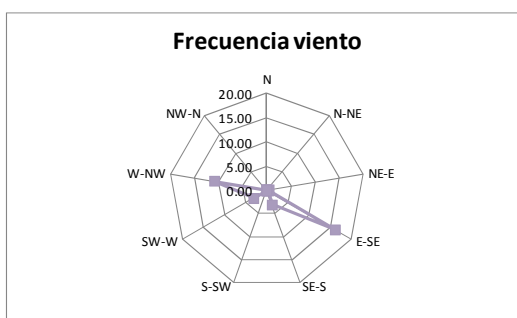 Frecuencia viento
N
20.00
NW-N
N-NE
15.00
10.00
W-NW
5.00
NE-E
0.00
SW-W
E-SE
S-SW
SE-S